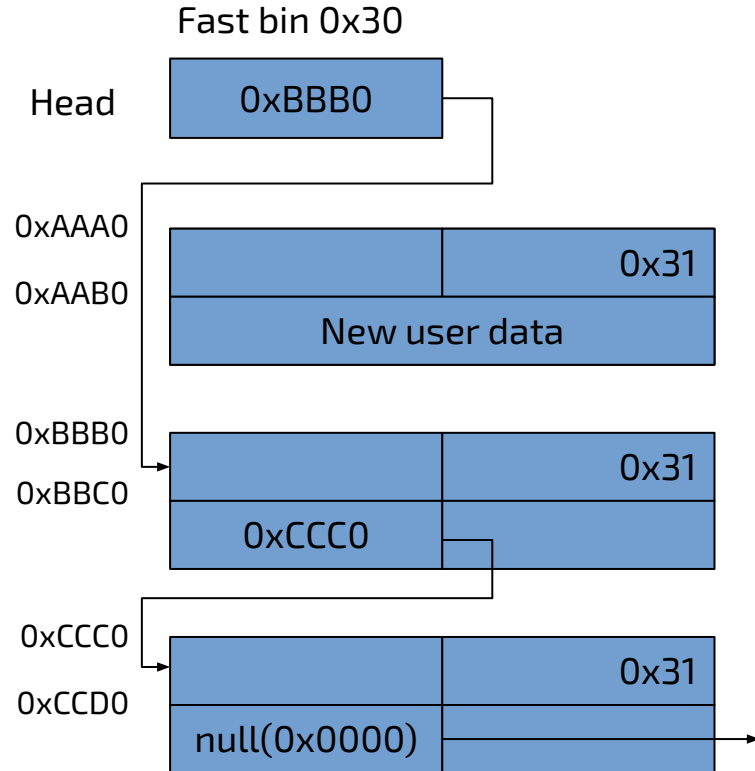 Fast bin 0x30
Head
0xBBB0
0xAAA0
0x31
0xAAB0
New user data
0xBBB0
0x31
0xBBC0
0xCCC0
0xCCC0
0x31
0xCCD0
null(0x0000)